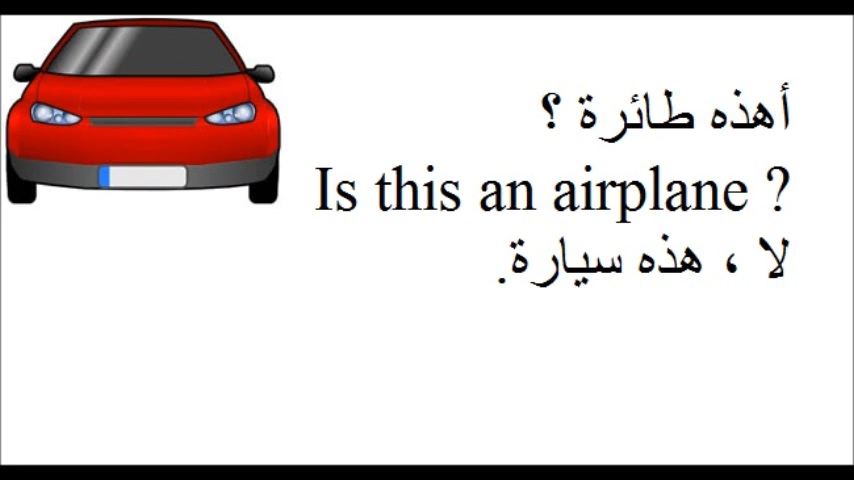 أهذه طائرة ؟
Is this an airplane ?
لا ، هذه سيارة.